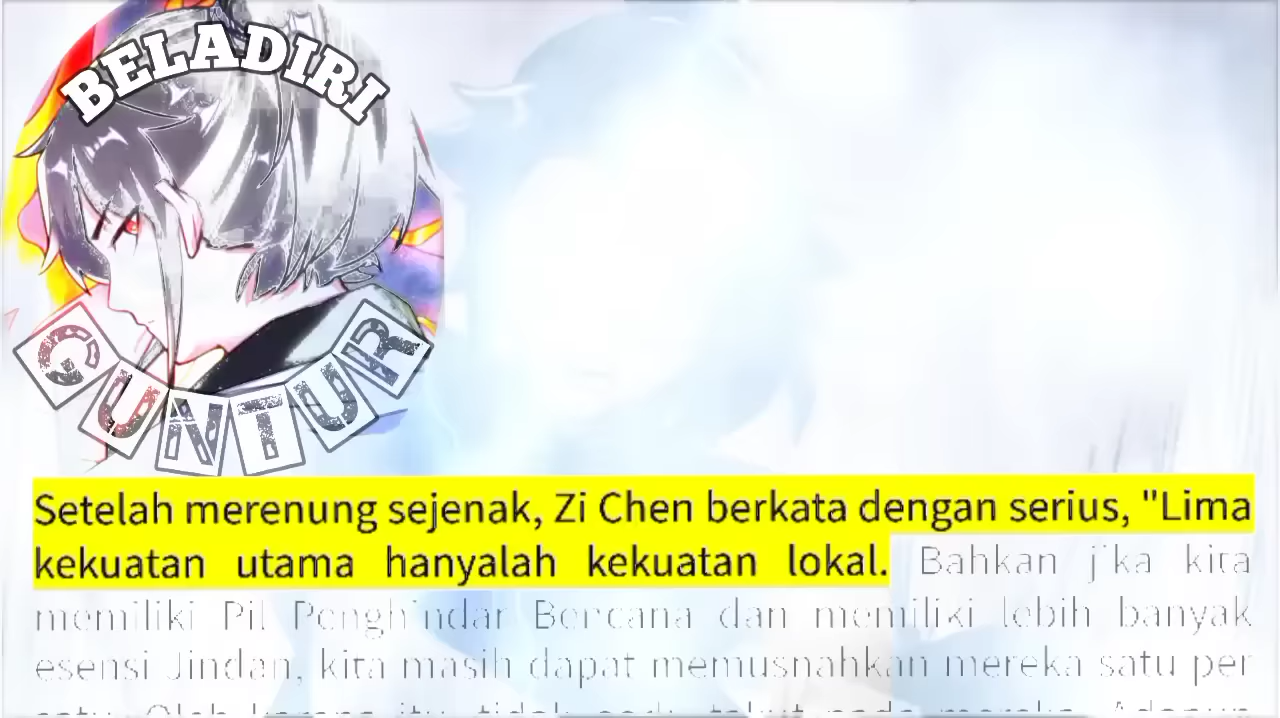 BELADIRI
GUNTUR
Setelah merenung sejenak, Zi Chen berkata dengan serius, "Lima
kekuatan utama hanyalah kekuatan lokal. Bahkan jika kita
memiliki Pil Penghindar Bencana dan memiliki lebih banyak
esensi Jindan, kita masih dapat memusnahkan mereka satu per